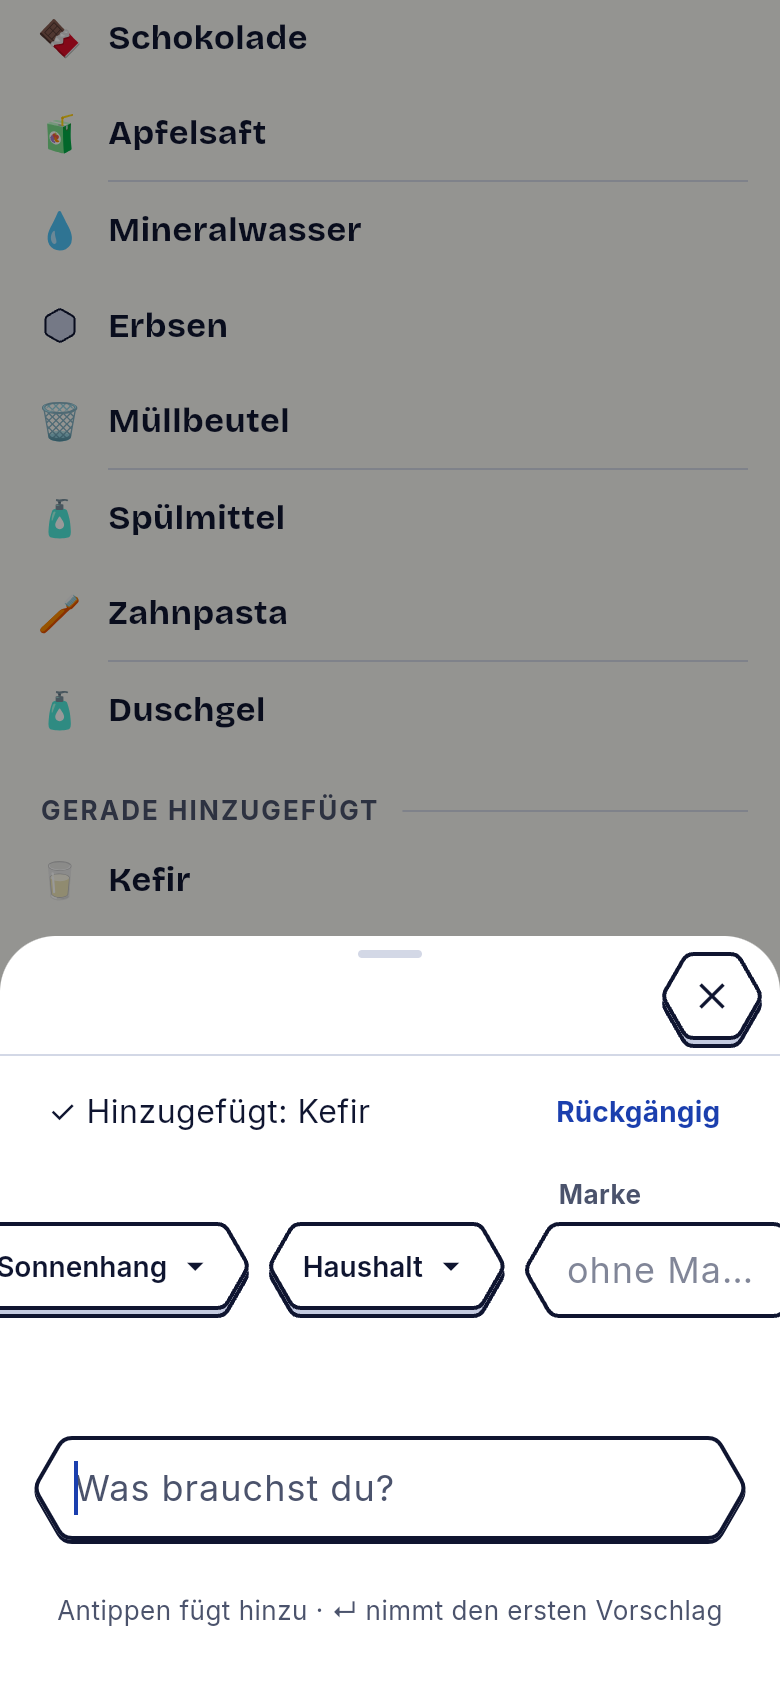 Schokolade
Apfelsaft
Mineralwasser
Erbsen
Müllbeutel
Spülmittel
Zahnpasta
Duschgel
GERADE HINZUGEFÜGT
Kefir
✓ Hinzugefügt: Kefir Rückgängig
Marke
Sonnenhang Haushalt ohne Ma...
Was brauchst du?
Antippen fügt hinzu · ↵ nimmt den ersten Vorschlag